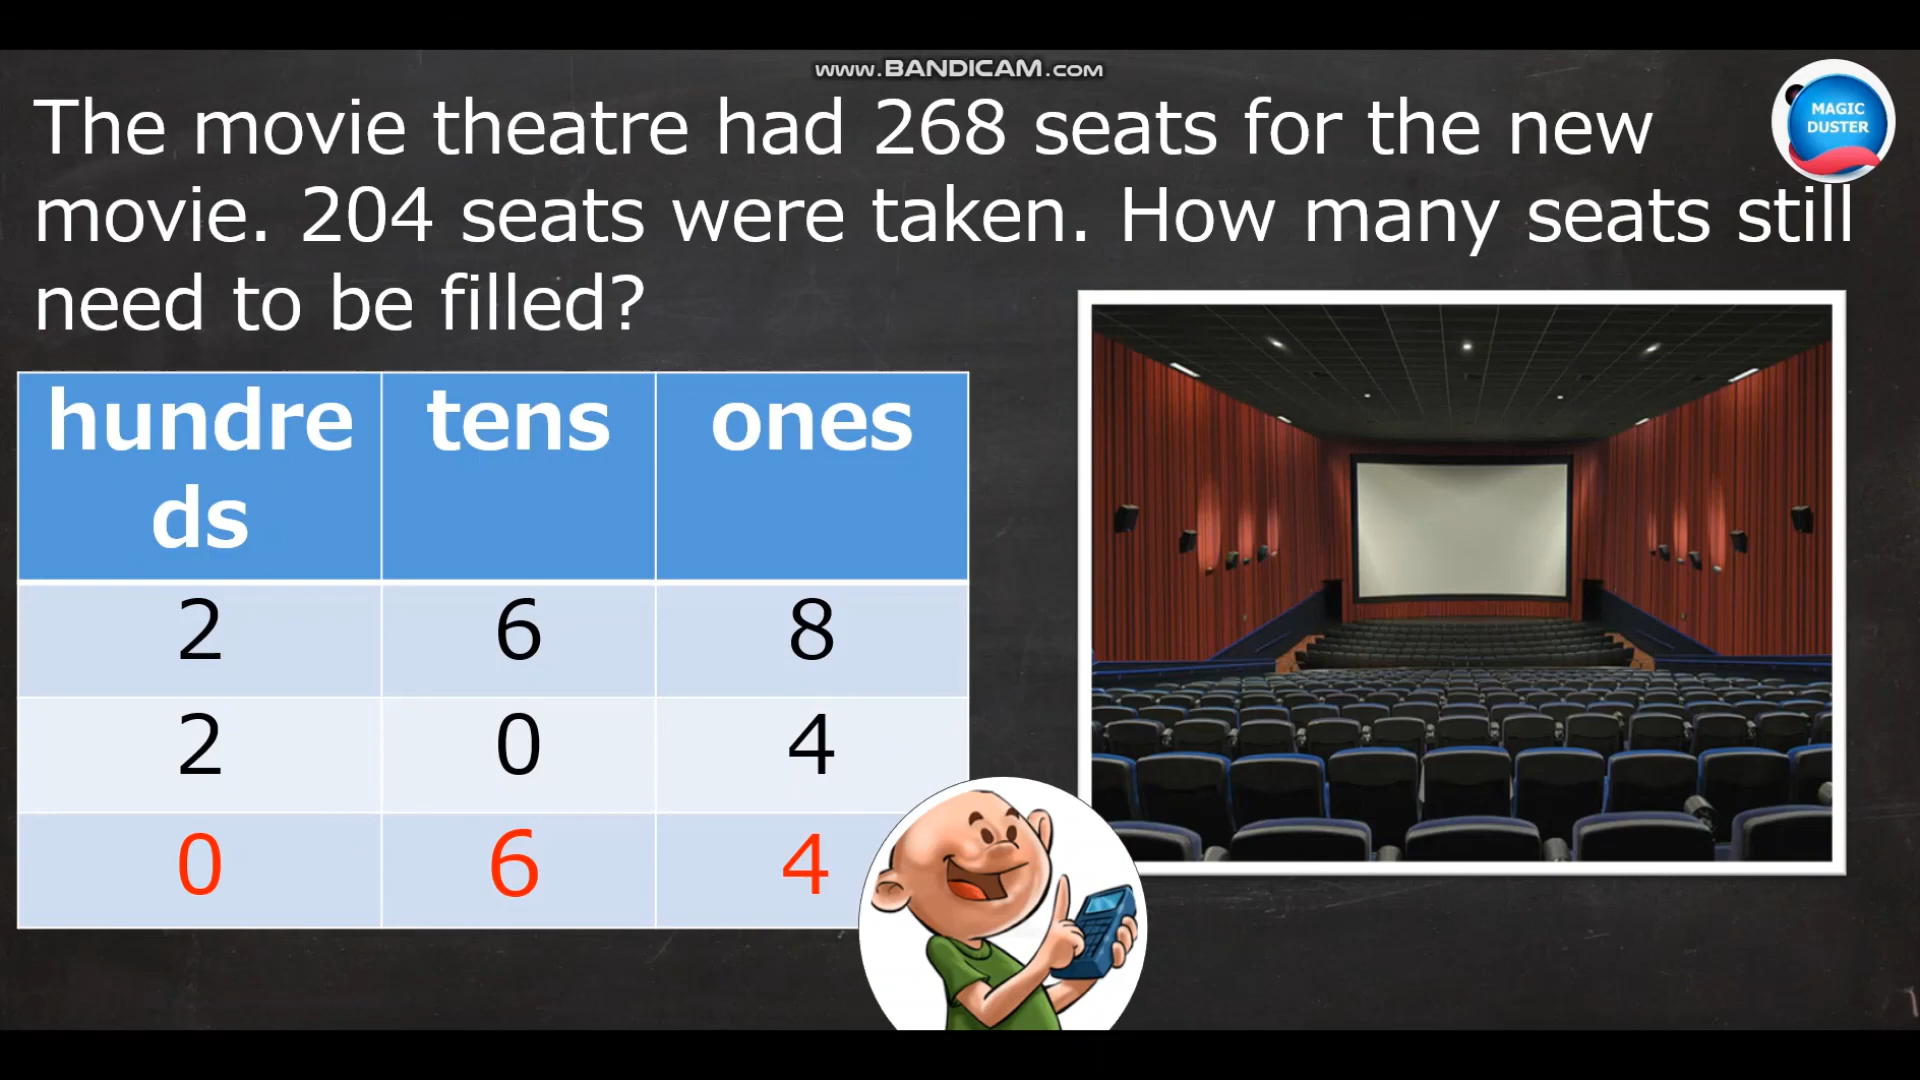 www.BANDICAM.com
MAGIC
DUSTER
The movie theatre had 268 seats for the new
movie. 204 seats were taken. How many seats still
need to be filled?
hundre tens ones
ds
2 6 8
2 0 4
0 6 4